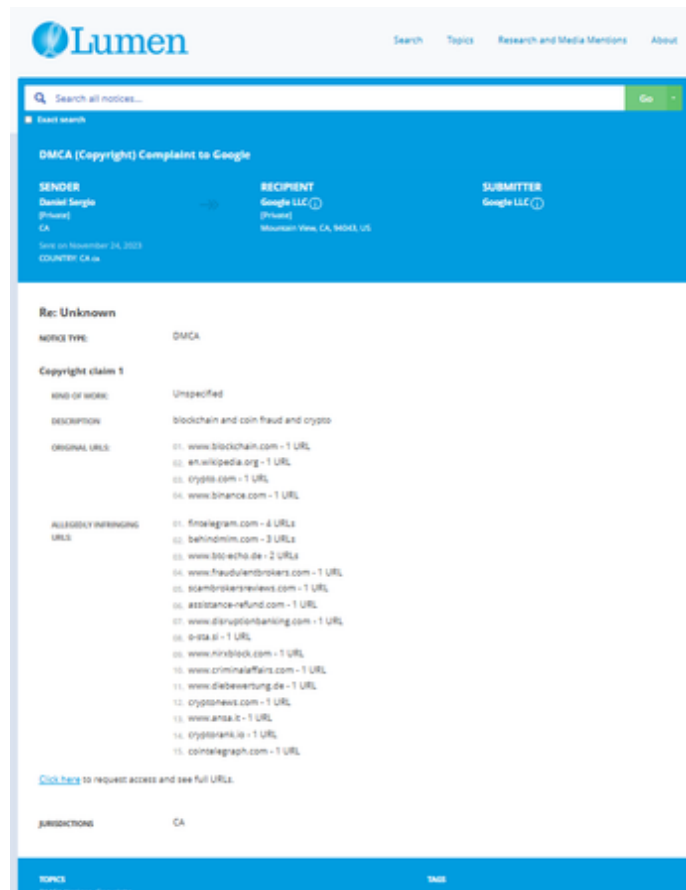 Lumen
Search Topics Research and Media Mentions About
Search all notices...
Go
Exact search
DMCA (Copyright) Complaint to Google
SENDER RECIPIENT SUBMITTER
Daniel Sergio Google LLC Google LLC
[Private] [Private]
CA Mountain View, CA, 94043, US
Sent on November 24, 2023
COUNTRY: CA
Re: Unknown
NOTICE TYPE: DMCA
Copyright claim 1
KIND OF WORK: Unspecified
DESCRIPTION blockchain and coin fraud and crypto
ORIGINAL URLS: 01. www.blockchain.com - 1 URL
02. en.wikipedia.org - 1 URL
03. crypto.com - 1 URL
04. www.binance.com - 1 URL
ALLEGEDLY INFRINGING URLS: 01. fintelegram.com - 4 URLs
02. behindmlm.com - 3 URLs
03. www.btc-echo.de - 2 URLs
04. www.fraudulentbrokers.com - 1 URL
05. scambrokersreviews.com - 1 URL
06. assistance-refund.com - 1 URL
07. www.disruptionbanking.com - 1 URL
08. o-sta.si - 1 URL
09. www.nirxblock.com - 1 URL
10. www.criminalaffairs.com - 1 URL
11. www.diebewertung.de - 1 URL
12. cryptonews.com - 1 URL
13. www.ansa.it - 1 URL
14. cryptorank.io - 1 URL
15. cointelegraph.com - 1 URL
Click here to request access and see full URLs.
JURISDICTIONS CA
TOPICS TAGS